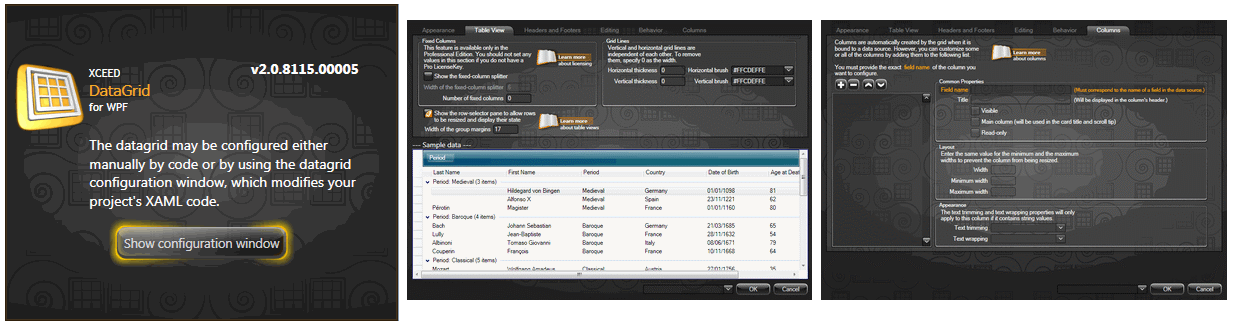 v2.0.8115.00005
XCEED
DataGrid
for WPF
The datagrid may be configured either
manually by code or by using the datagrid
configuration window, which modifies your
project's XAML code.
Show configuration window
Appearance Table View Headers and Footers Editing Behavior Columns
Fixed Columns
This feature is available only in the
Professional Edition. You should not set any
values in this section if you do not have a
Pro LicenseKey.
Learn more
about licensing
Show the fixed-column splitter
Width of the fixed-column splitter 0
Number of fixed columns 0
Show the row-selector pane to allow rows
to be resized and display their state
Learn more
about table views
Width of the group margins 17
Grid Lines
Vertical and horizontal grid lines are
independent of each other. To remove
them, specify 0 as the width.
Horizontal thickness 0 Horizontal brush #FFCDEFFE
Vertical thickness 0 Vertical brush #FFCDEFFE
--- Sample data ---
Period
Last Name First Name Period Country Date of Birth Age at Deat
Period: Medieval (3 items)
Hildegard von Bingen Medieval Germany 01/01/1098 81
Alfonso X Medieval Spain 23/11/1221 62
Pérotin Magister Medieval France 01/01/1160 80
Period: Baroque (4 items)
Bach Johann Sebastian Baroque Germany 21/03/1685 65
Lully Jean-Baptiste Baroque France 28/11/1632 54
Albinoni Tomaso Giovanni Baroque Italy 08/06/1671 79
Couperin François Baroque France 10/11/1668 64
Period: Classical (5 items)
Mozart Wolfgang Amadeus Classical Austria 27/01/1756 35
OK Cancel
Appearance Table View Headers and Footers Editing Behavior Columns
Columns are automatically created by the grid when it is
bound to a data source. However, you can customize some
or all of the columns by adding them to the following list.
Learn more
about columns
You must provide the exact field name of the column you
want to configure.
Common Properties
Field name (Must correspond to the name of a field in the data source.)
Title (Will be displayed in the column's header.)
Visible
Main column (will be used in the card title and scroll tip)
Read-only
Layout
Enter the same value for the minimum and the maximum
widths to prevent the column from being resized.
Width
Minimum width
Maximum width
Appearance
The text trimming and text wrapping properties will only
apply to this column if it contains string values.
Text trimming
Text wrapping
OK Cancel